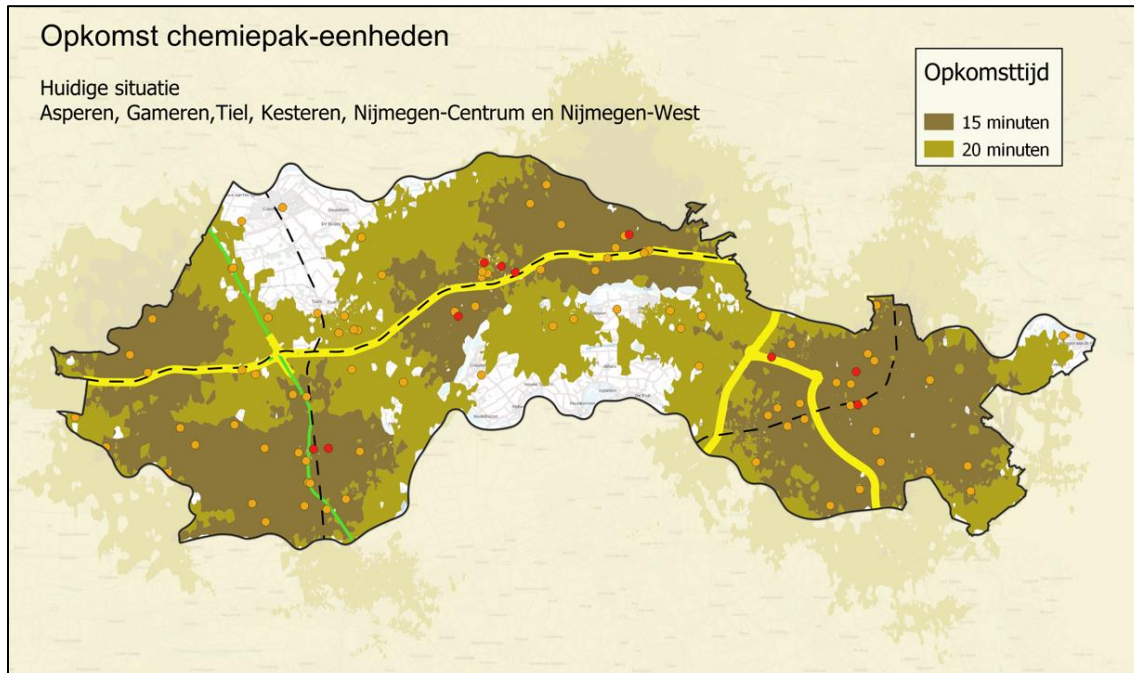 Opkomst chemiepak-eenheden
Huidige situatie
Asperen, Gameren,Tiel, Kesteren, Nijmegen-Centrum en Nijmegen-West
Opkomsttijd
15 minuten
20 minuten